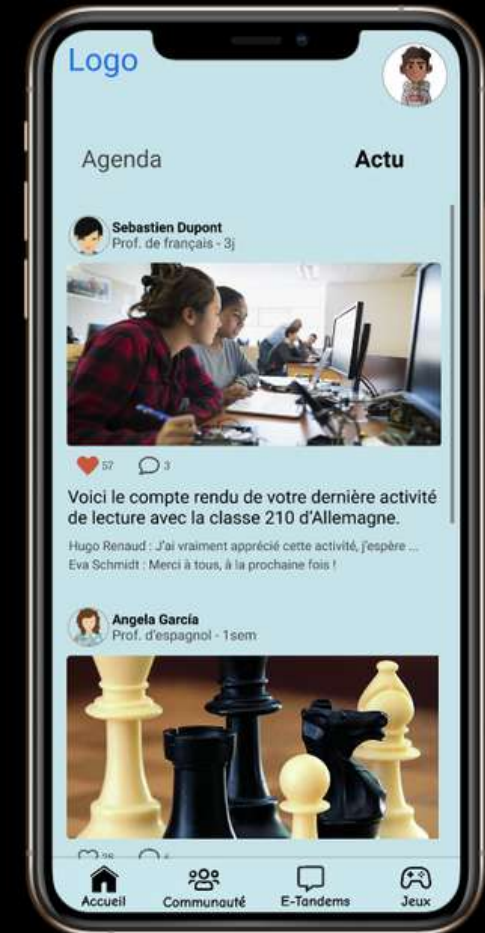 Logo
Agenda
Actu
Sebastien Dupont
Prof. de français - 3j
57
3
Voici le compte rendu de votre dernière activité
de lecture avec la classe 210 d'Allemagne.
Hugo Renaud : J'ai vraiment apprécié cette activité, j'espère ...
Eva Schmidt : Merci à tous, à la prochaine fois !
Angela García
Prof. d'espagnol - 1sem
Accueil
Communauté
E-Tandems
Jeux